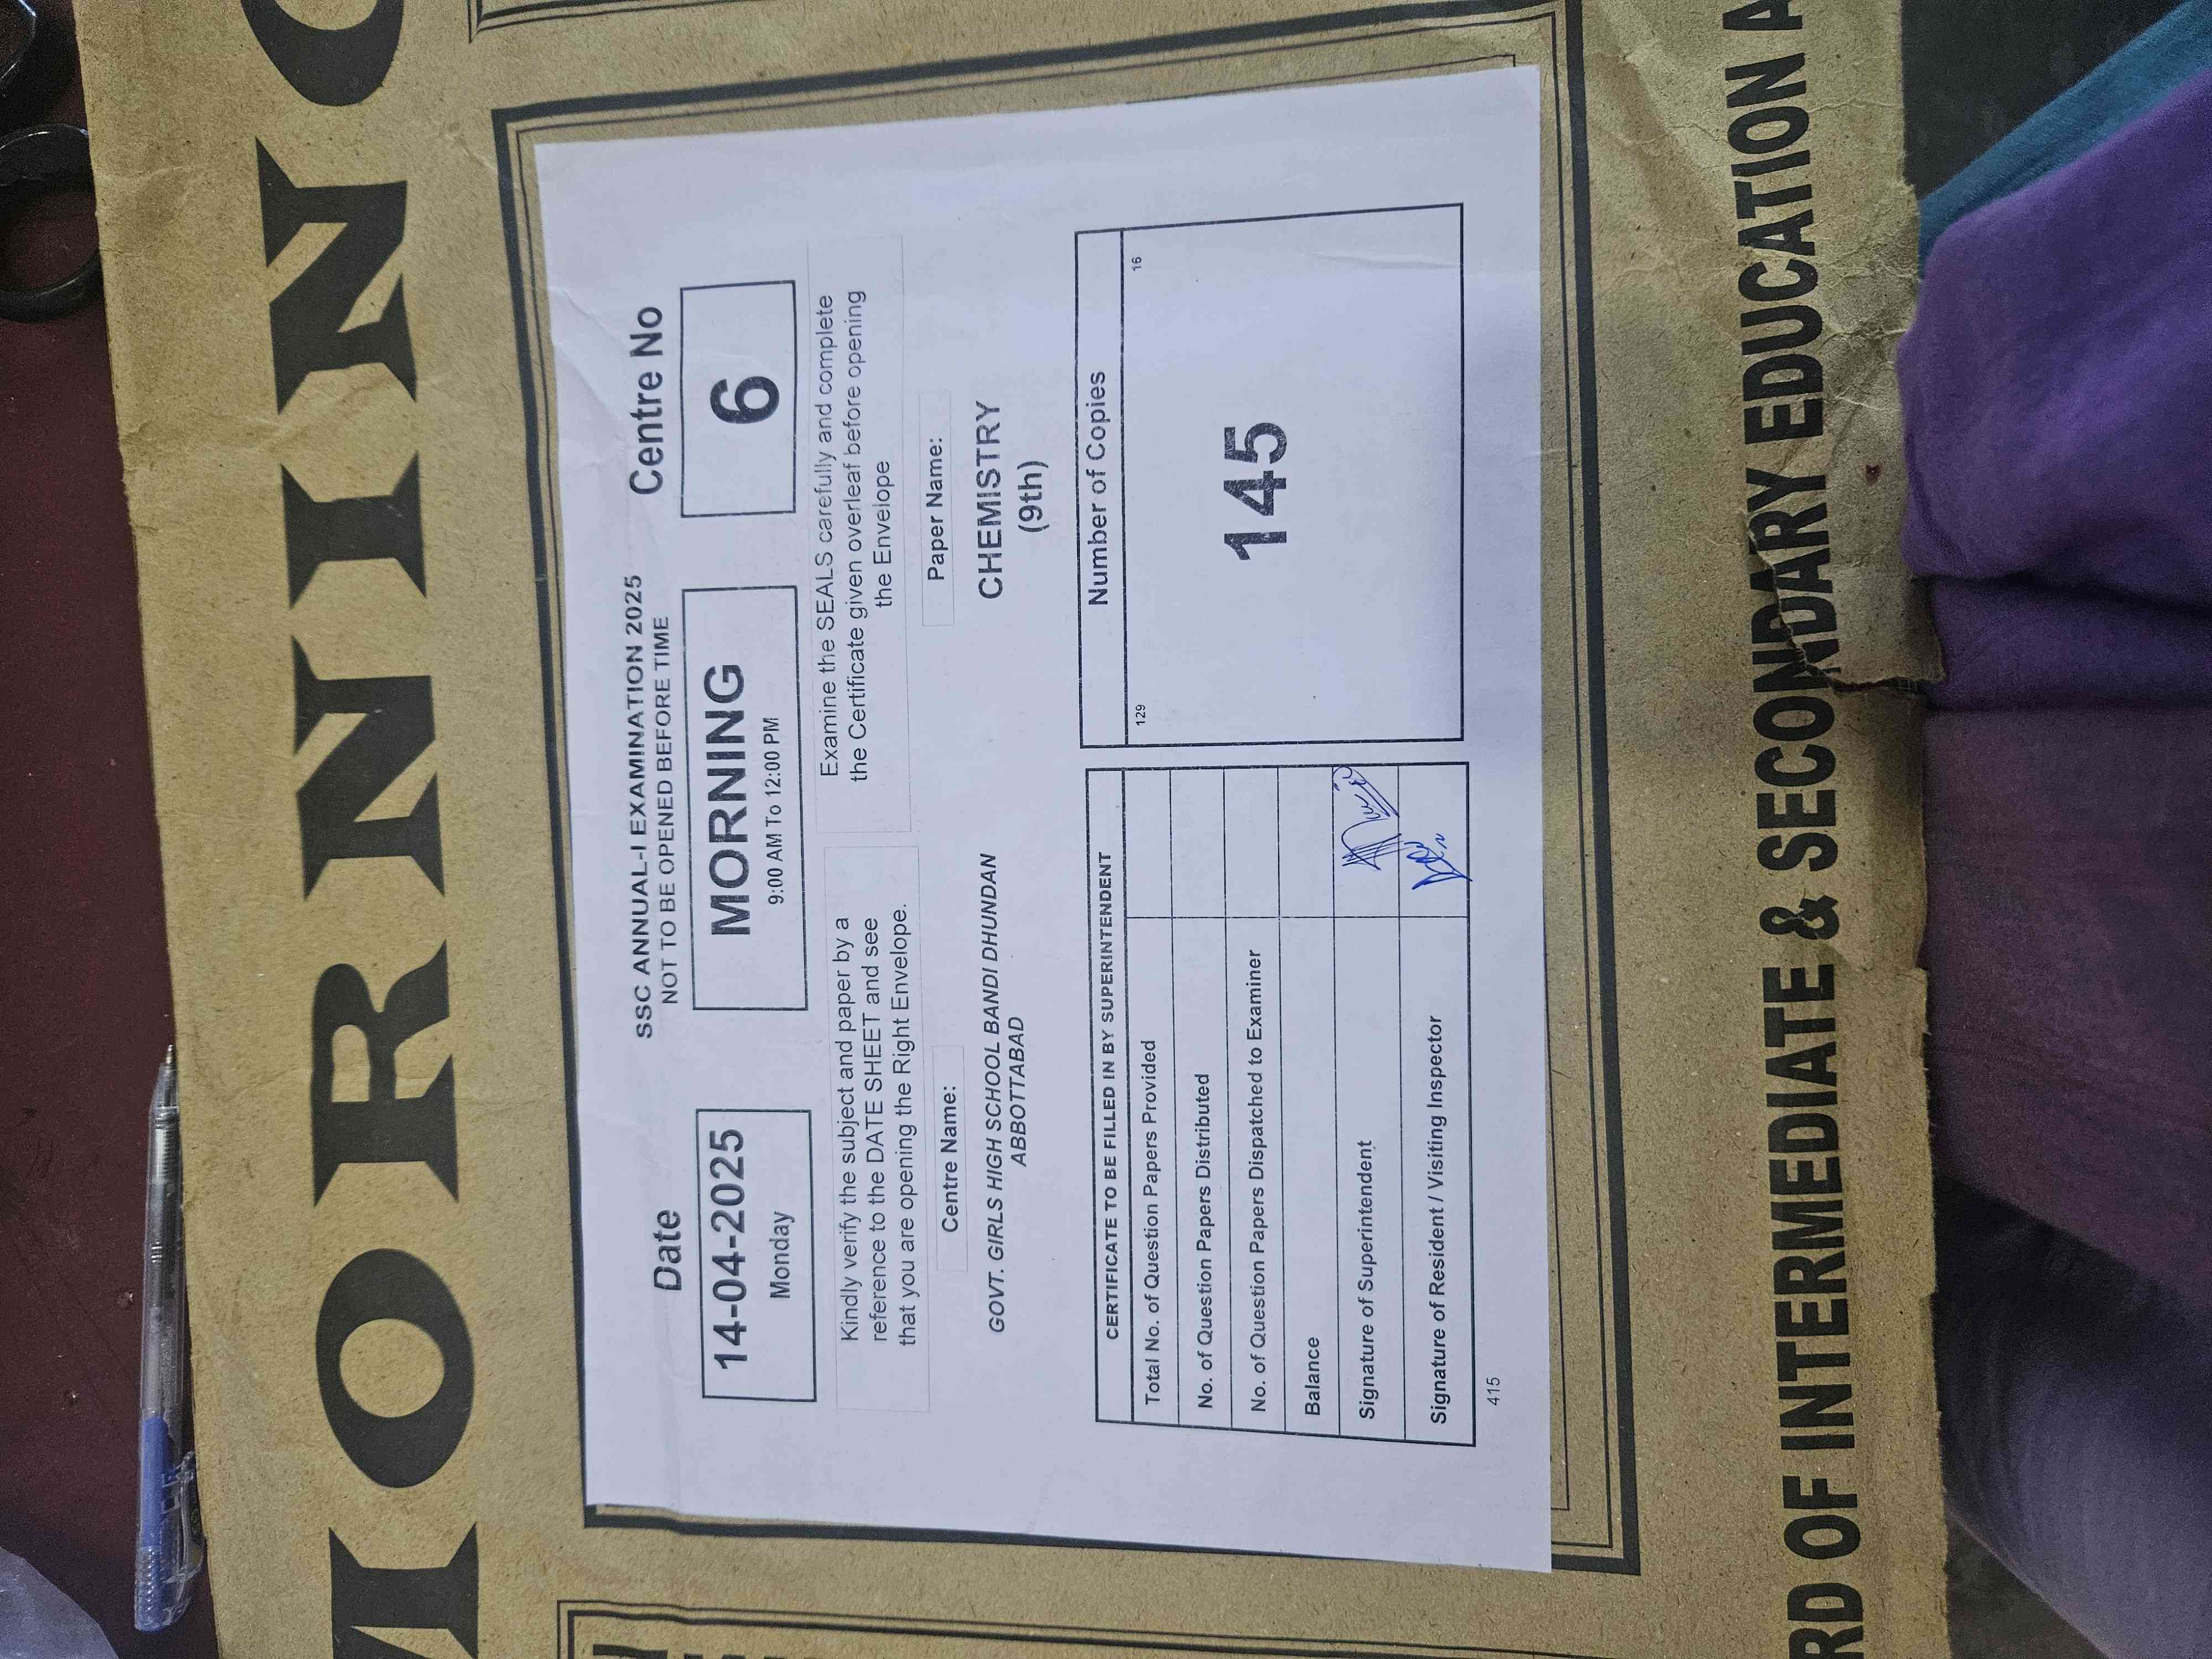 MORNING
SSC ANNUAL-I EXAMINATION 2025
NOT TO BE OPENED BEFORE TIME
Date
Centre No
14-04-2025
Monday
MORNING
9:00 AM To 12:00 PM
6
Kindly verify the subject and paper by a
reference to the DATE SHEET and see
that you are opening the Right Envelope.
Examine the SEALS carefully and complete
the Certificate given overleaf before opening
the Envelope
Centre Name:
GOVT. GIRLS HIGH SCHOOL BANDI DHUNDAN
ABBOTTABAD
Paper Name:
CHEMISTRY
(9th)
CERTIFICATE TO BE FILLED IN BY SUPERINTENDENT
Total No. of Question Papers Provided
No. of Question Papers Distributed
No. of Question Papers Dispatched to Examiner
Balance
Signature of Superintendent
Signature of Resident / Visiting Inspector
Number of Copies
129
16
145
415
RD OF INTERMEDIATE & SECONDARY EDUCATION A